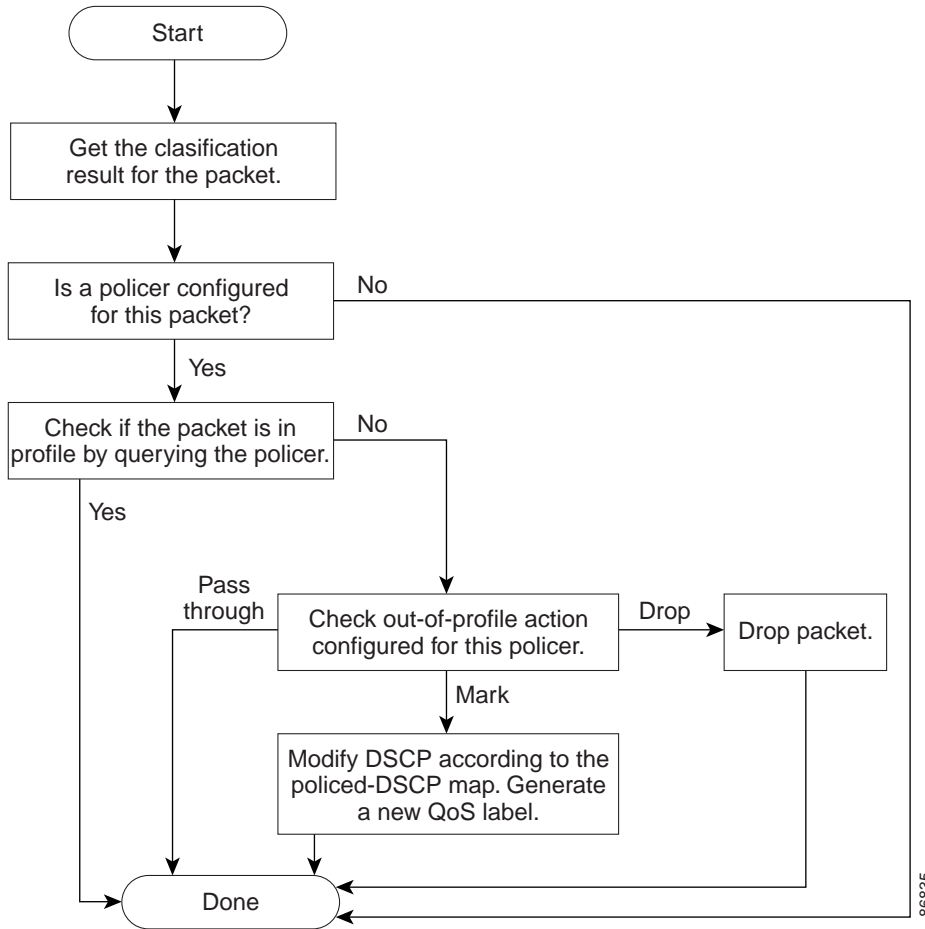 Start
Get the clasification
result for the packet.
Is a policer configured
for this packet?
No
Yes
Check if the packet is in
profile by querying the policer.
No
Yes
Pass
through
Check out-of-profile action
configured for this policer.
Drop
Drop packet.
Mark
Modify DSCP according to the
policed-DSCP map. Generate
a new QoS label.
Done
86835